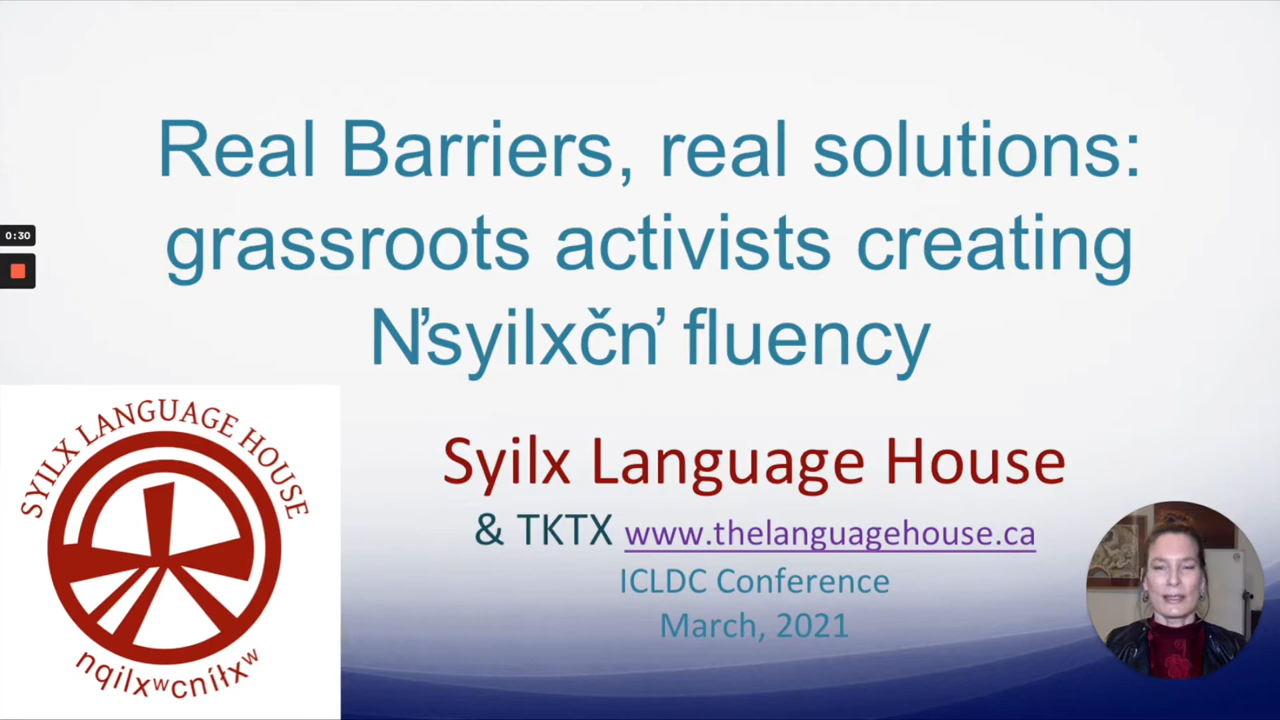 Real Barriers, real solutions:
grassroots activists creating
N̓syilxčn̓ fluency
0:30
SYILX LANGUAGE HOUSE
nqilxʷcníłxʷ
Syilx Language House
& TKTX www.thelanguagehouse.ca
ICLDC Conference
March, 2021